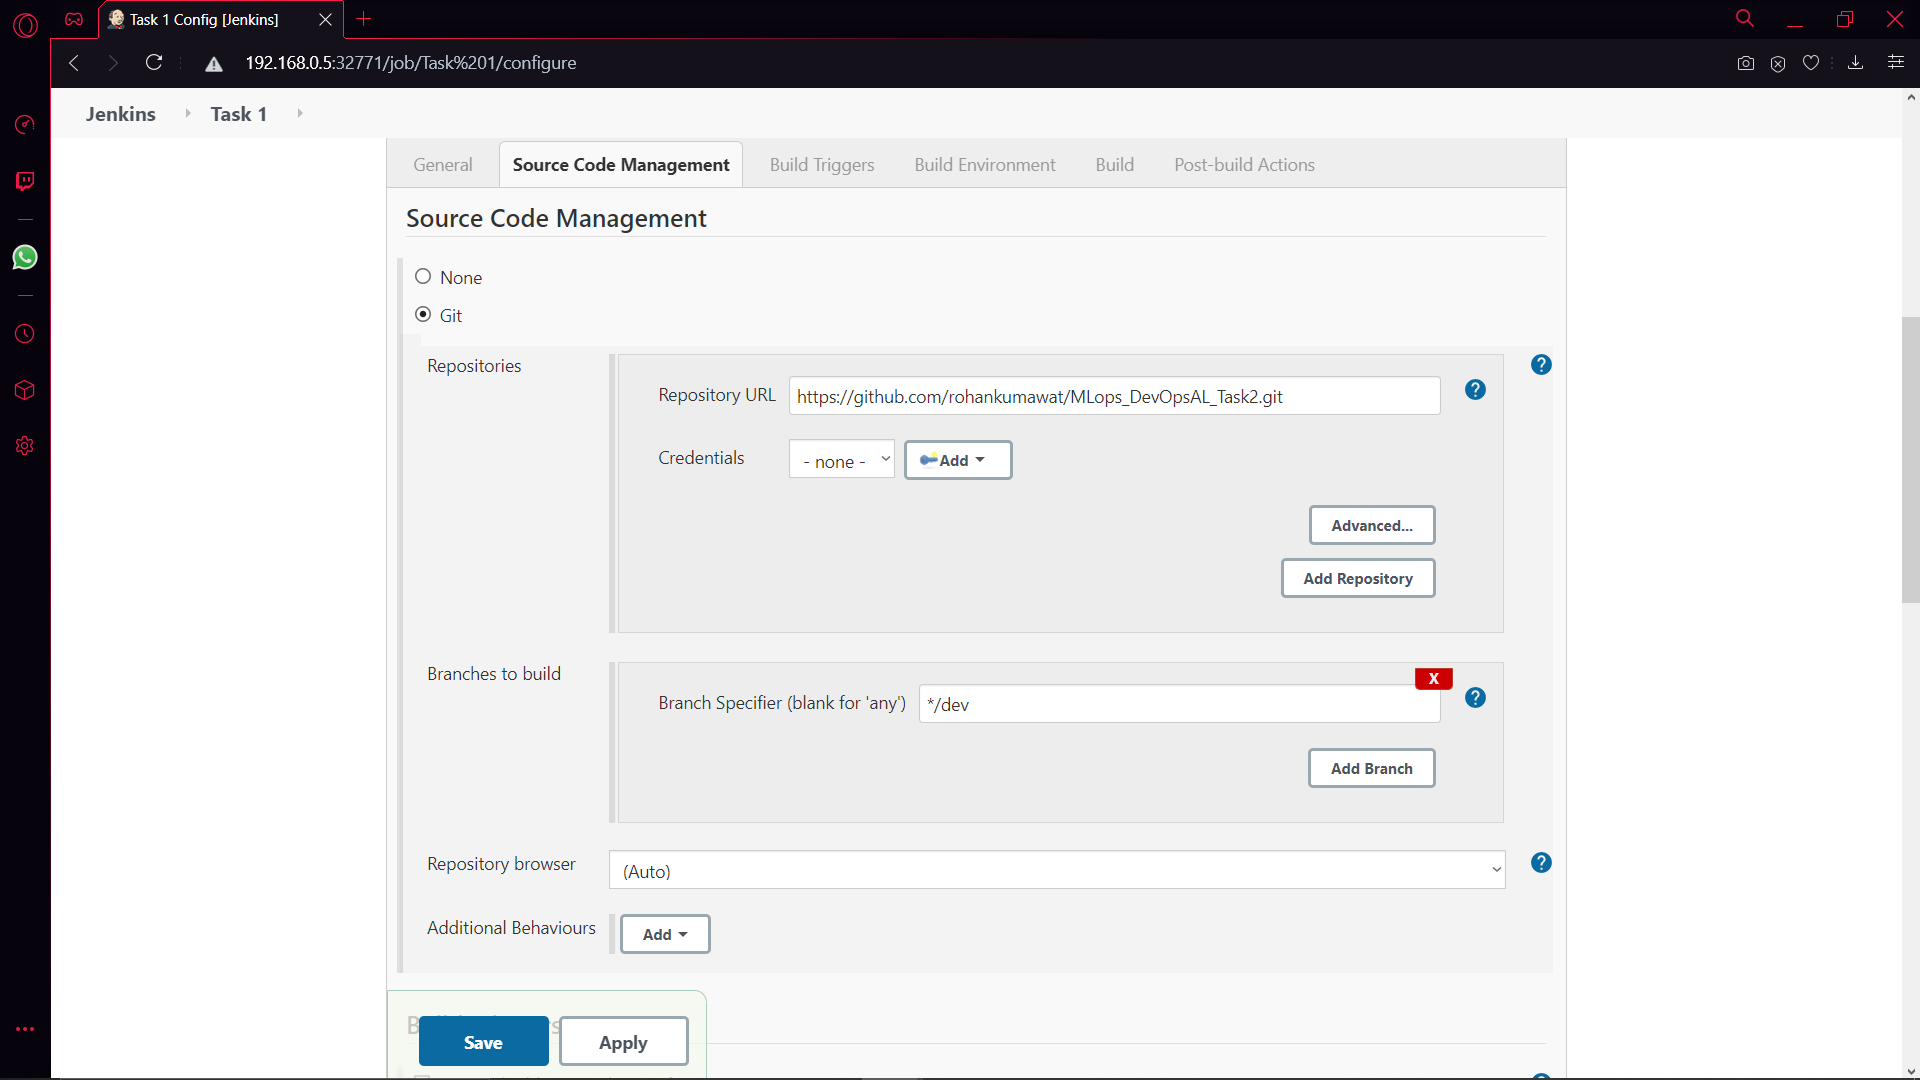 Task 1 Config [Jenkins]
192.168.0.5:32771/job/Task%201/configure
Jenkins Task 1
General Source Code Management Build Triggers Build Environment Build Post-build Actions
Source Code Management
None
Git
Repositories
Repository URL https://github.com/rohankumawat/MLops_DevOpsAL_Task2.git
Credentials - none - Add
Advanced...
Add Repository
Branches to build
X
Branch Specifier (blank for 'any') */dev
Add Branch
Repository browser (Auto)
Additional Behaviours Add
Save Apply